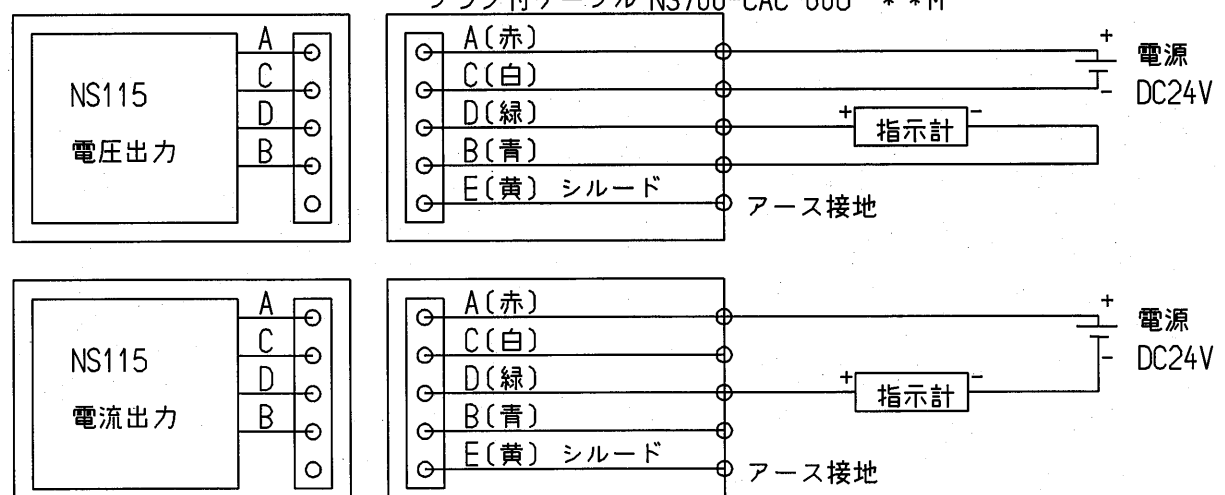 A
C
D
B
NS115
電圧出力
A(赤)
C(白)
D(緑)
B(青)
E(黄) シルード
アース接地
+
-
指示計
+
-
電源
DC24V
A
C
D
B
NS115
電流出力
A(赤)
C(白)
D(緑)
B(青)
E(黄) シルード
アース接地
+
-
指示計
+
-
電源
DC24V